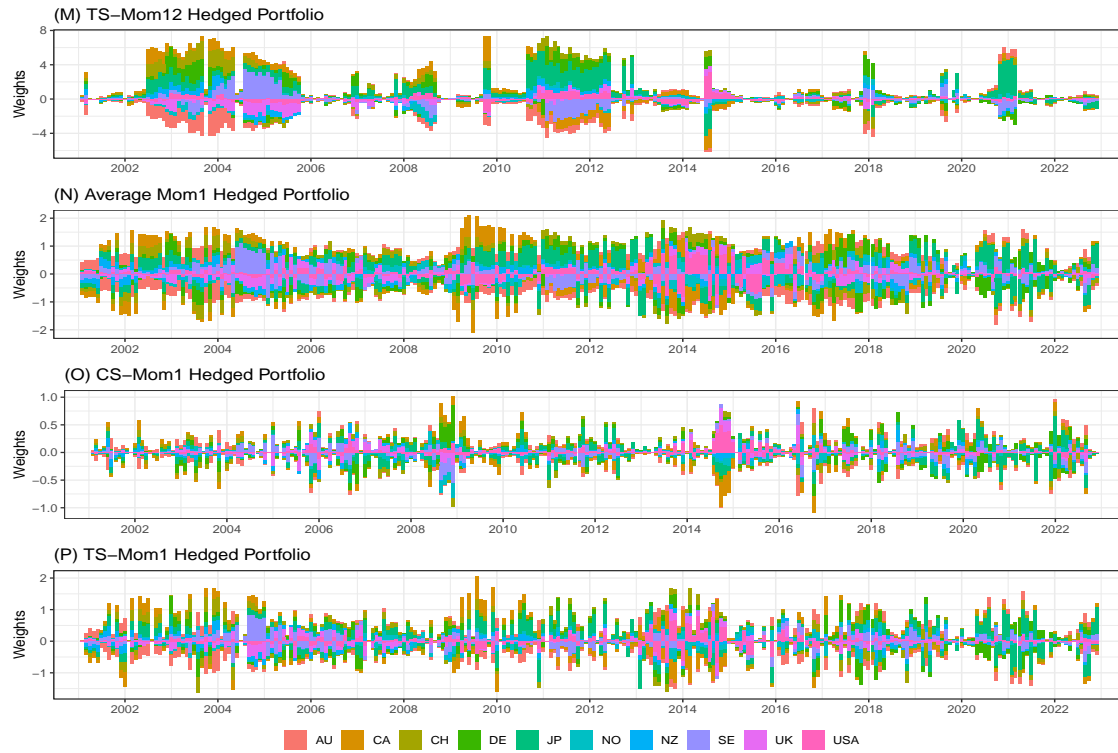 (M) TS−Mom12 Hedged Portfolio
8
4
0
−4
Weights
2002 2004 2006 2008 2010 2012 2014 2016 2018 2020 2022
(N) Average Mom1 Hedged Portfolio
2
1
0
−1
−2
Weights
2002 2004 2006 2008 2010 2012 2014 2016 2018 2020 2022
(O) CS−Mom1 Hedged Portfolio
1.0
0.5
0.0
−0.5
−1.0
2002 2004 2006 2008 2010 2012 2014 2016 2018 2020 2022
(P) TS−Mom1 Hedged Portfolio
2
1
0
−1
Weights
2002 2004 2006 2008 2010 2012 2014 2016 2018 2020 2022
AU CA CH DE JP NO NZ SE UK USA